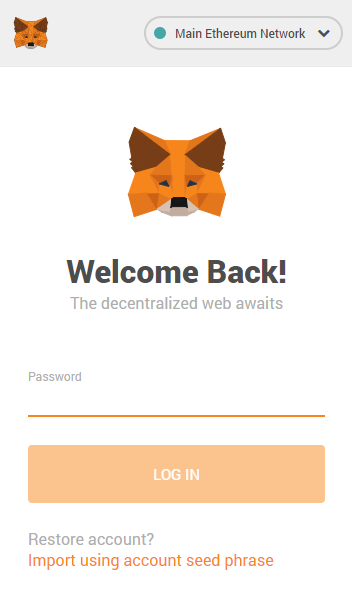 Main Ethereum Network
Welcome Back!
The decentralized web awaits
Password
LOG IN
Restore account?
Import using account seed phrase